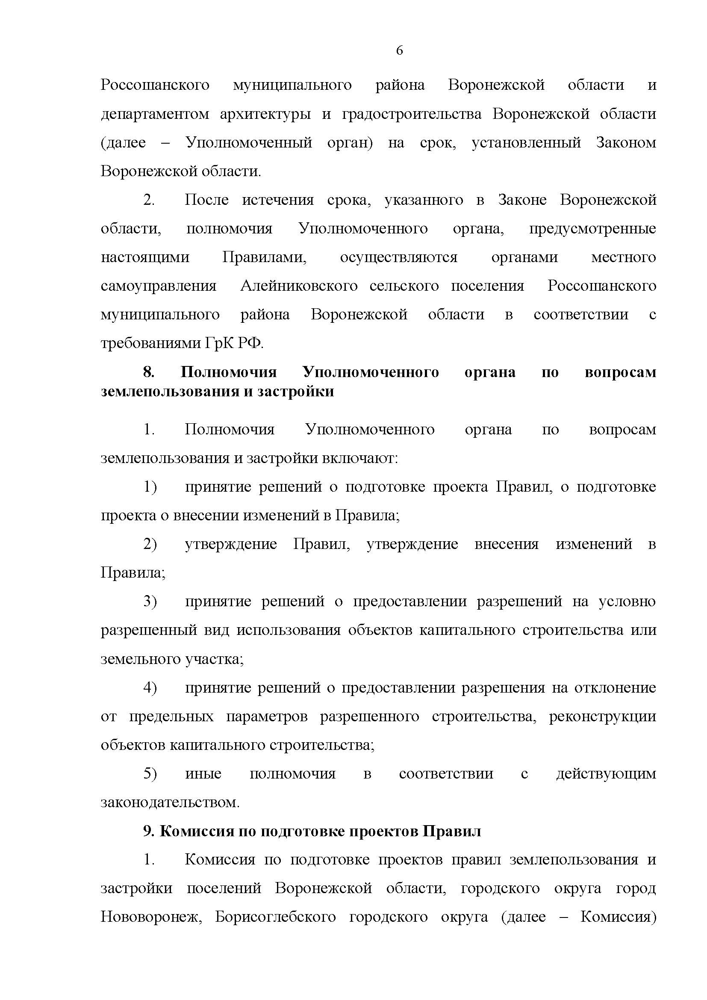 6
Россошанского муниципального района Воронежской области и
департаментом архитектуры и градостроительства Воронежской области
(далее – Уполномоченный орган) на срок, установленный Законом
Воронежской области.
2. После истечения срока, указанного в Законе Воронежской
области, полномочия Уполномоченного органа, предусмотренные
настоящими Правилами, осуществляются органами местного
самоуправления Алейниковского сельского поселения Россошанского
муниципального района Воронежской области в соответствии с
требованиями ГрК РФ.
8. Полномочия Уполномоченного органа по вопросам
землепользования и застройки
1. Полномочия Уполномоченного органа по вопросам
землепользования и застройки включают:
1) принятие решений о подготовке проекта Правил, о подготовке
проекта о внесении изменений в Правила;
2) утверждение Правил, утверждение внесения изменений в
Правила;
3) принятие решений о предоставлении разрешений на условно
разрешенный вид использования объектов капитального строительства или
земельного участка;
4) принятие решений о предоставлении разрешения на отклонение
от предельных параметров разрешенного строительства, реконструкции
объектов капитального строительства;
5) иные полномочия в соответствии с действующим
законодательством.
9. Комиссия по подготовке проектов Правил
1. Комиссия по подготовке проектов правил землепользования и
застройки поселений Воронежской области, городского округа город
Нововоронеж, Борисоглебского городского округа (далее – Комиссия)